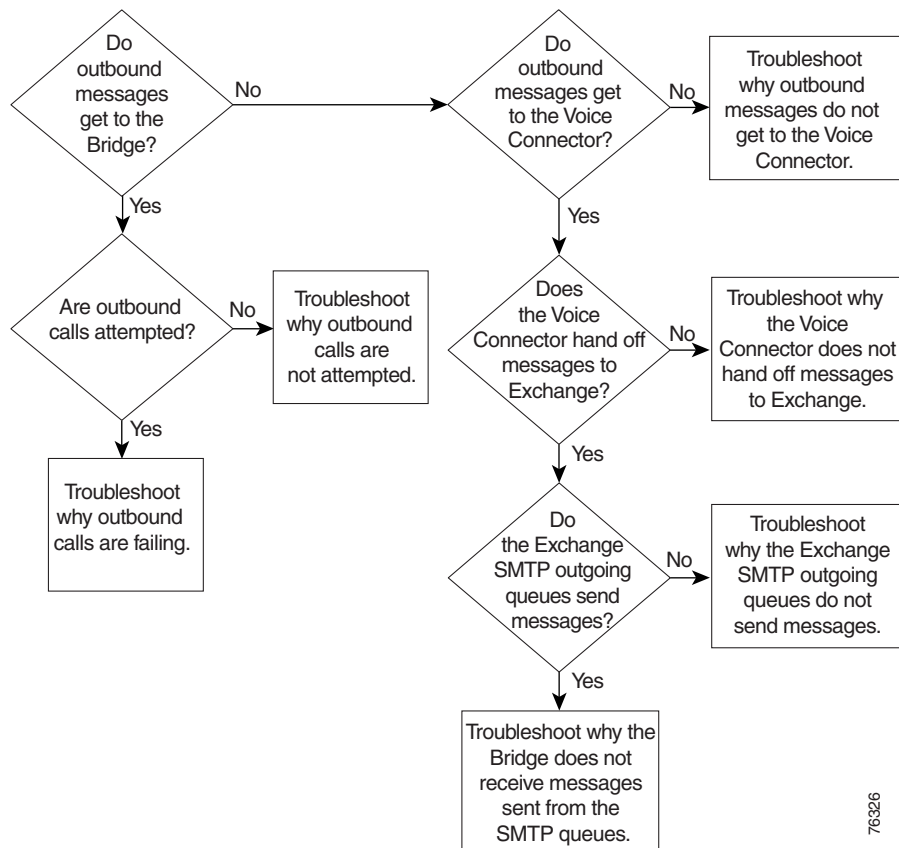 Do
outbound
messages
get to the
Bridge?
No
Do
outbound
messages get
to the Voice
Connector?
No
Troubleshoot
why outbound
messages do not
get to the Voice
Connector.
Yes
Yes
Are outbound
calls attempted?
No
Troubleshoot
why outbound
calls are
not attempted.
Does
the Voice
Connector hand off
messages to
Exchange?
No
Troubleshoot why
the Voice
Connector does not
hand off messages
to Exchange.
Yes
Yes
Troubleshoot
why outbound
calls are failing.
Do
the Exchange
SMTP outgoing
queues send
messages?
No
Troubleshoot
why the Exchange
SMTP outgoing
queues do not
send messages.
Yes
Troubleshoot why the
Bridge does not
receive messages
sent from the
SMTP queues.
76326